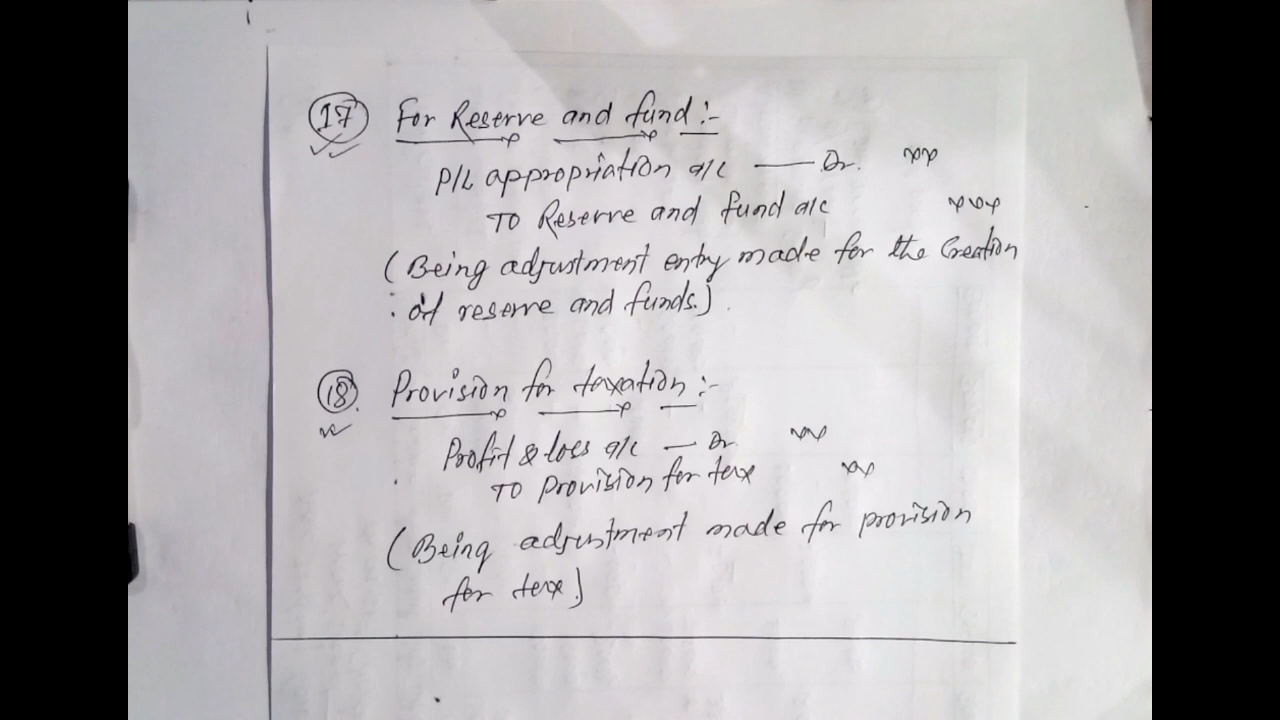 17 For Reserve and fund :-
P/L appropriation a/c —— Dr. xx
To Reserve and fund a/c xxx
(Being adjustment entry made for the Creation
of reserve and funds.)
18. Provision for taxation :-
Profit & loss a/c — Dr. xx
To provision for tax xx
(Being adjustment made for provision
for tax)